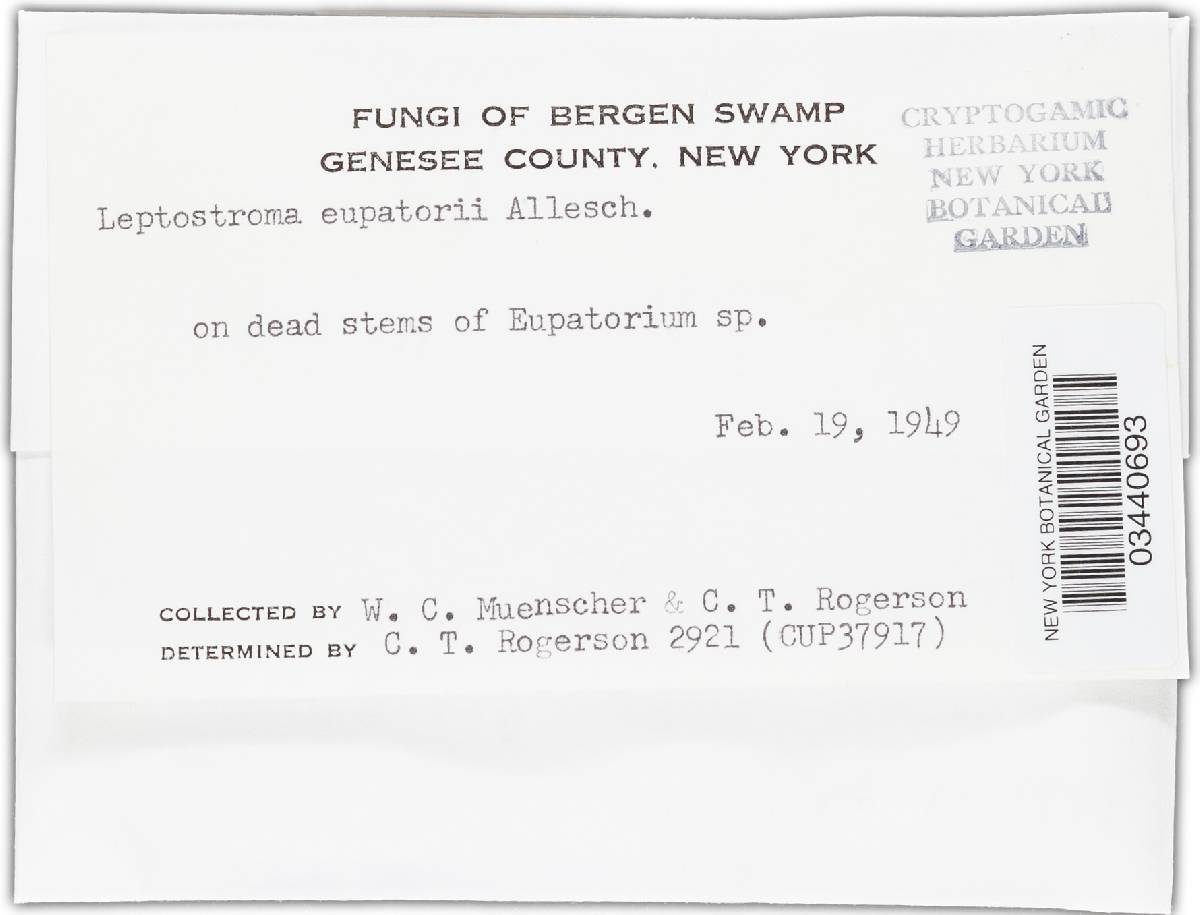 FUNGI OF BERGEN SWAMP
GENESEE COUNTY, NEW YORK
CRYPTOGAMIC
HERBARIUM
NEW YORK
BOTANICAL
GARDEN
Leptostroma eupatorii Allesch.
on dead stems of Eupatorium sp.
Feb. 19, 1949
NEW YORK BOTANICAL GARDEN
03440693
COLLECTED BY W. C. Muenscher & C. T. Rogerson
DETERMINED BY C. T. Rogerson 2921 (CUP37917)